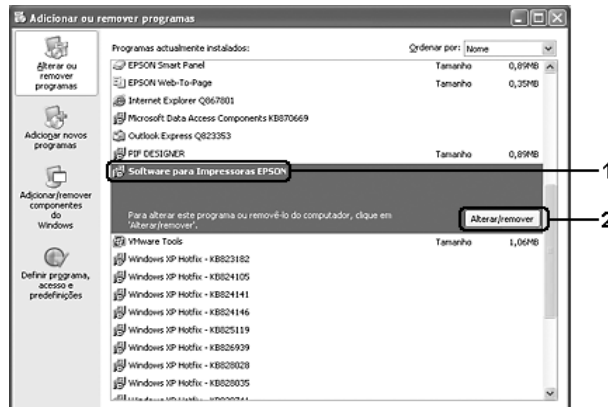 Adicionar ou remover programas
Alterar ou
remover
programas
Adicionar novos
programas
Adicionar/remover
componentes
do
Windows
Definir programa,
acesso e
predefinições
Programas actualmente instalados:
Ordenar por: Nome
EPSON Smart Panel Tamanho 0,89MB
EPSON Web-To-Page Tamanho 0,35MB
Internet Explorer Q867801
Microsoft Data Access Components KB870669
Outlook Express Q823353
PIF DESIGNER Tamanho 0,89MB
Software para Impressoras EPSON 1
Para alterar este programa ou removê-lo do computador, clique em
'Alterar/remover'.
Alterar/remover 2
VMware Tools Tamanho 1,06MB
Windows XP Hotfix - KB823182
Windows XP Hotfix - KB824105
Windows XP Hotfix - KB824141
Windows XP Hotfix - KB824146
Windows XP Hotfix - KB825119
Windows XP Hotfix - KB826939
Windows XP Hotfix - KB828028
Windows XP Hotfix - KB828035